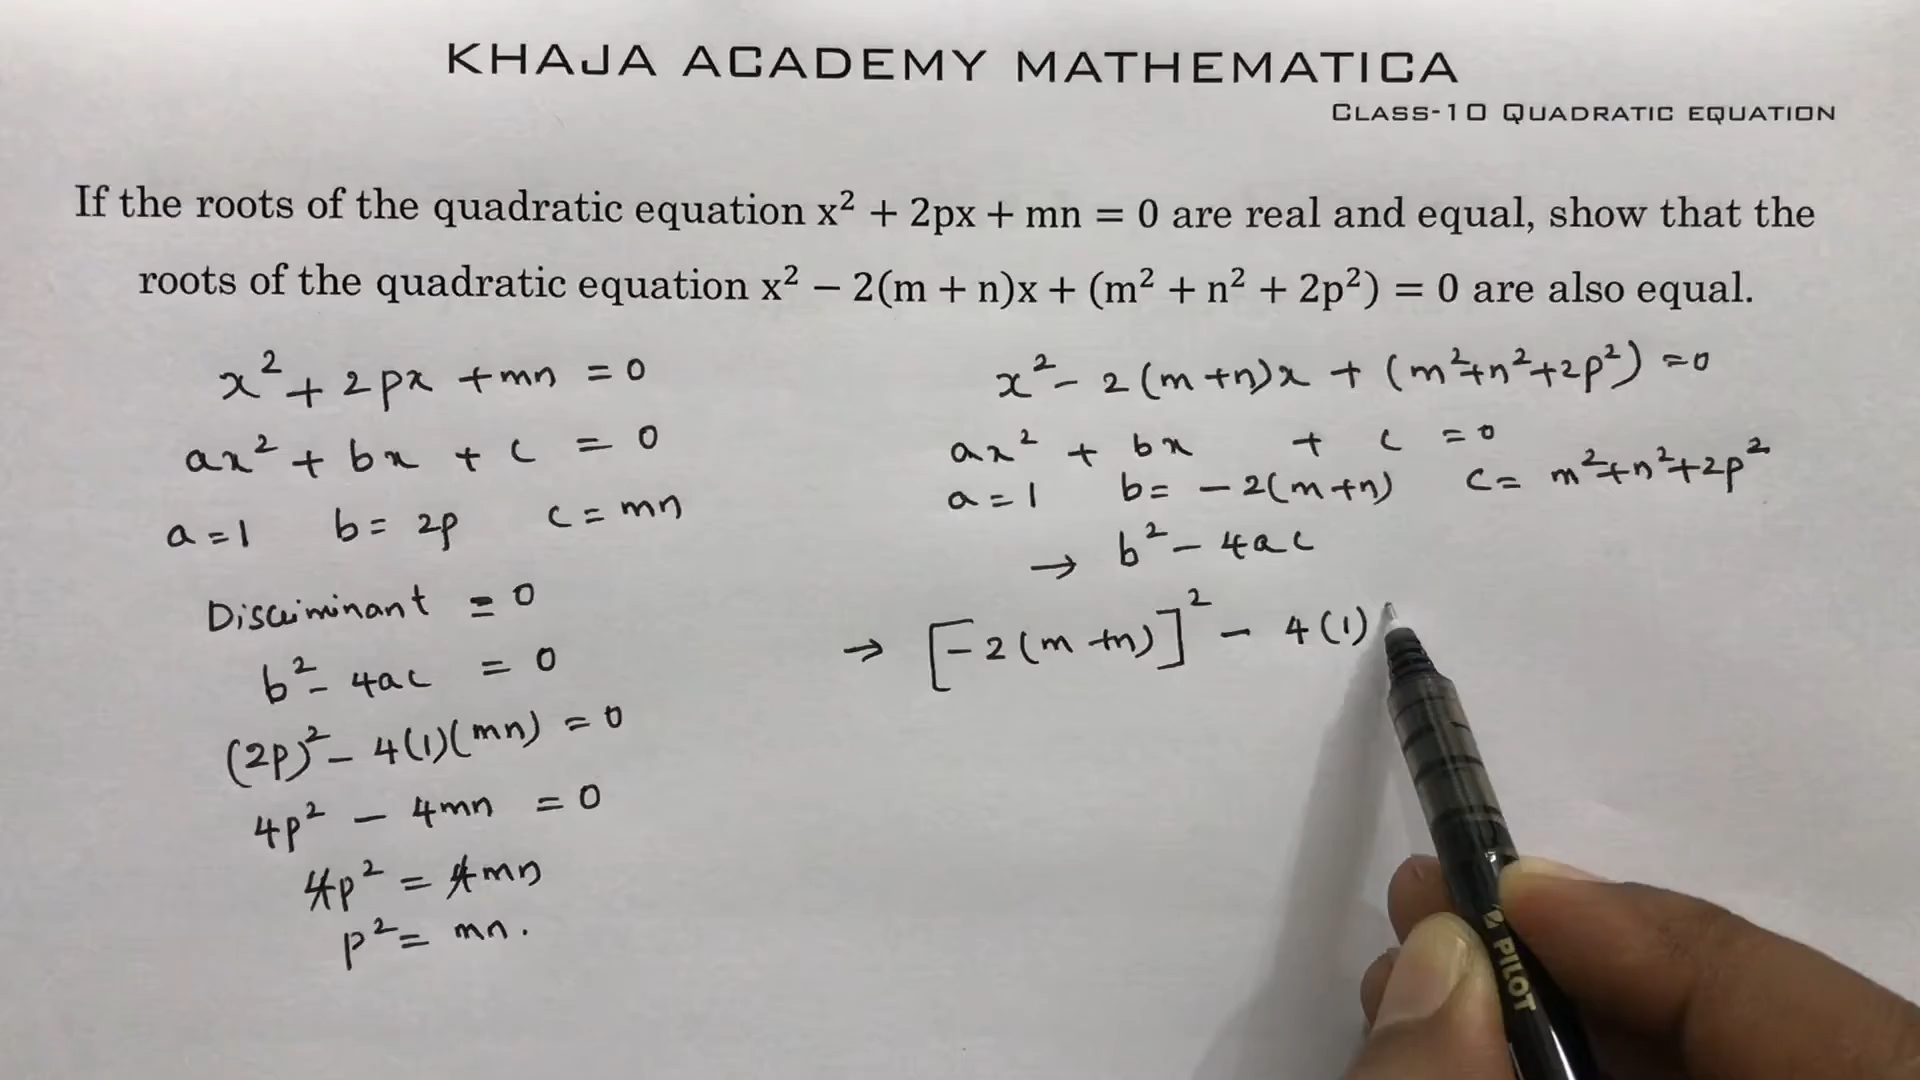 KHAJA ACADEMY MATHEMATICA
CLASS-10 QUADRATIC EQUATION
If the roots of the quadratic equation x² + 2px + mn = 0 are real and equal, show that the
roots of the quadratic equation x² − 2(m + n)x + (m² + n² + 2p²) = 0 are also equal.
x² + 2px + mn = 0
ax² + bx + c = 0
a = 1 b = 2p c = mn
Discriminant = 0
b² − 4ac = 0
(2p)² − 4(1)(mn) = 0
4p² − 4mn = 0
4p² = 4mn
p² = mn.
x² − 2(m+n)x + (m²+n²+2p²) = 0
ax² + bx + c = 0
a = 1 b = −2(m+n) c = m²+n²+2p²
→ b² − 4ac
→ [−2(m+n)]² − 4(1)
PILOT